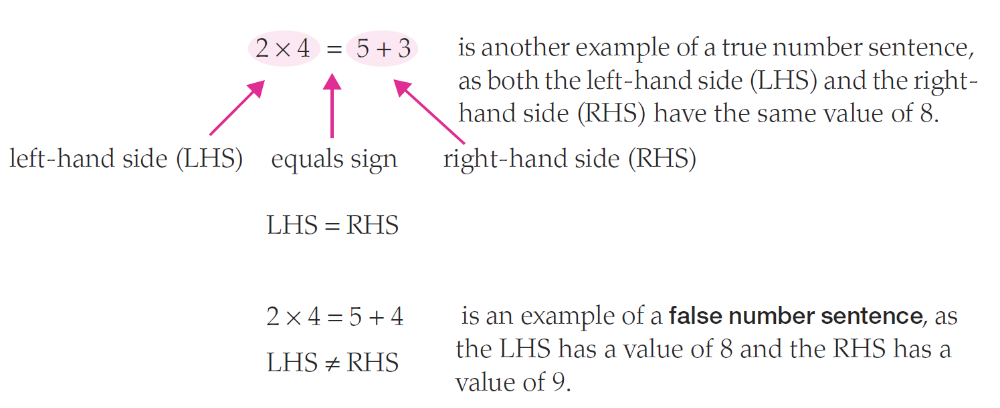 2 × 4 = 5 + 3
is another example of a true number sentence,
as both the left-hand side (LHS) and the right-
hand side (RHS) have the same value of 8.
left-hand side (LHS)
equals sign
right-hand side (RHS)
LHS = RHS
2 × 4 = 5 + 4
LHS ≠ RHS
is an example of a false number sentence, as
the LHS has a value of 8 and the RHS has a
value of 9.